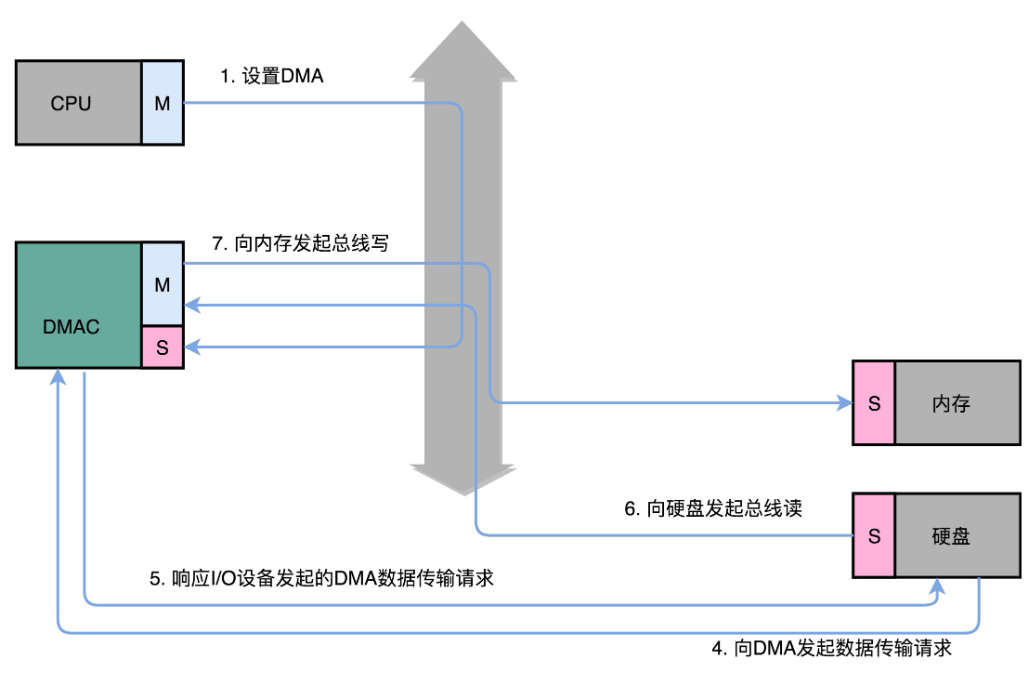 1. 设置DMA
CPU
M
7. 向内存发起总线写
M
DMAC
S
S
内存
6. 向硬盘发起总线读
S
硬盘
5. 响应I/O设备发起的DMA数据传输请求
4. 向DMA发起数据传输请求